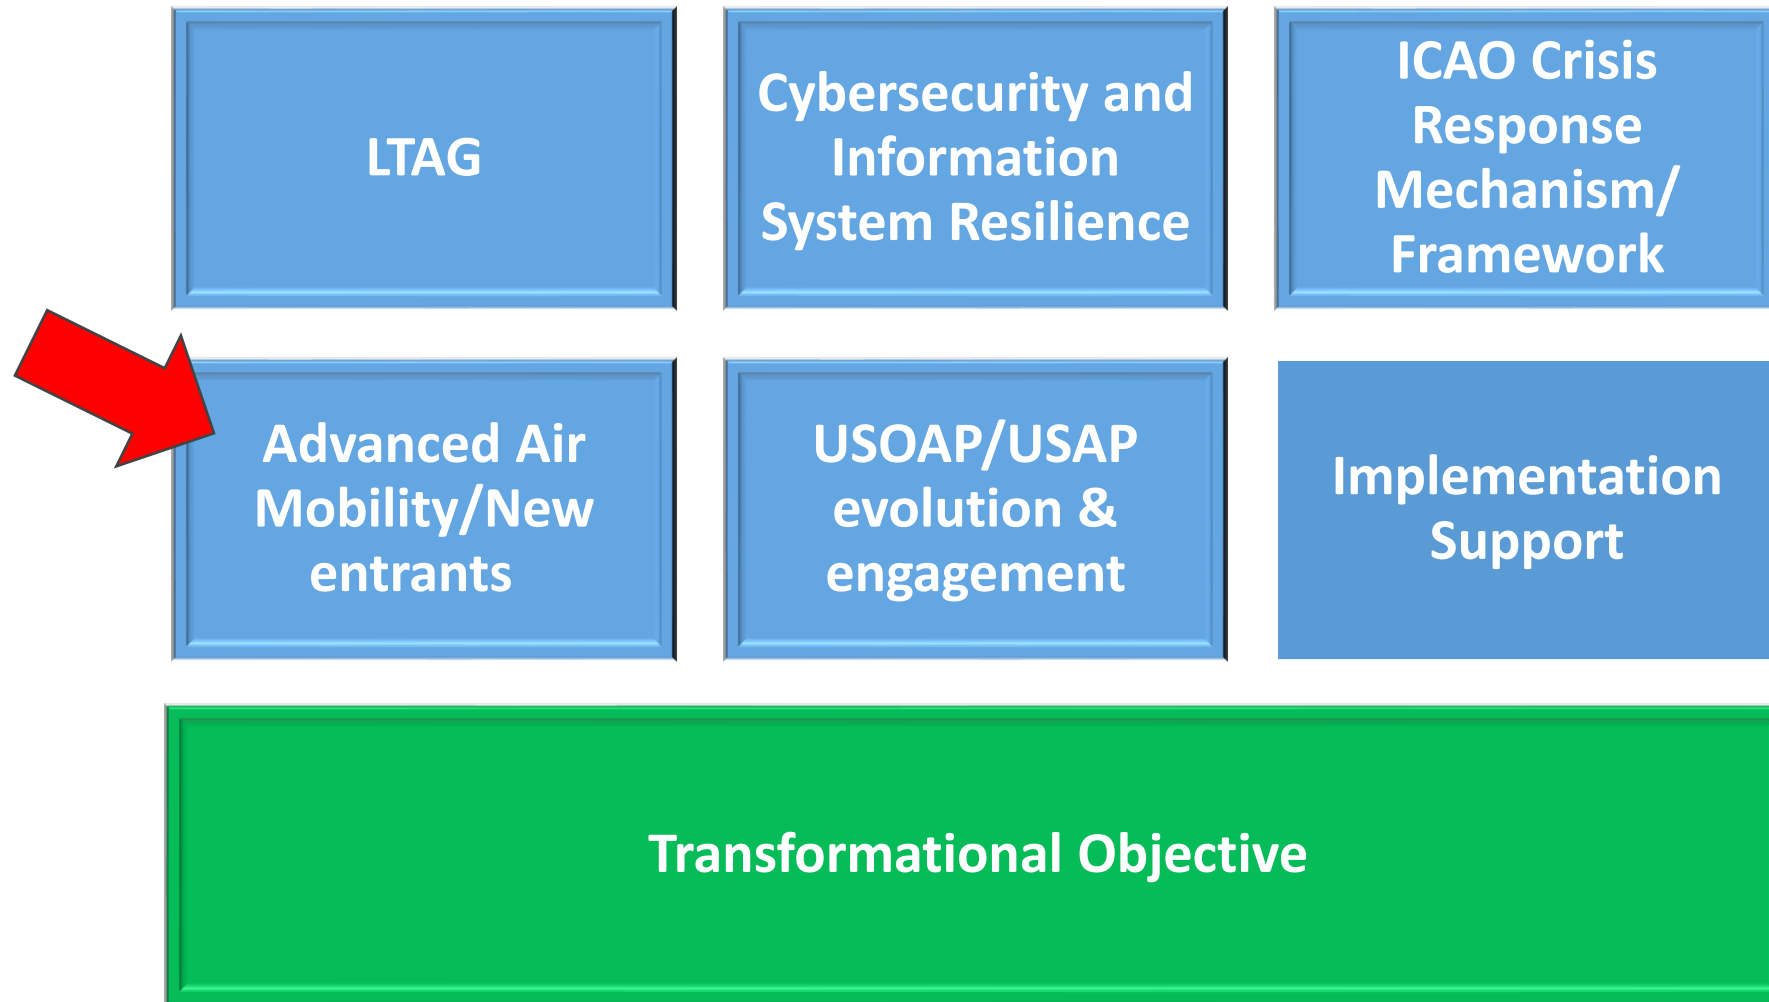 LTAG
Cybersecurity and
Information
System Resilience
ICAO Crisis
Response
Mechanism/
Framework
Advanced Air
Mobility/New
entrants
USOAP/USAP
evolution &
engagement
Implementation
Support
Transformational Objective